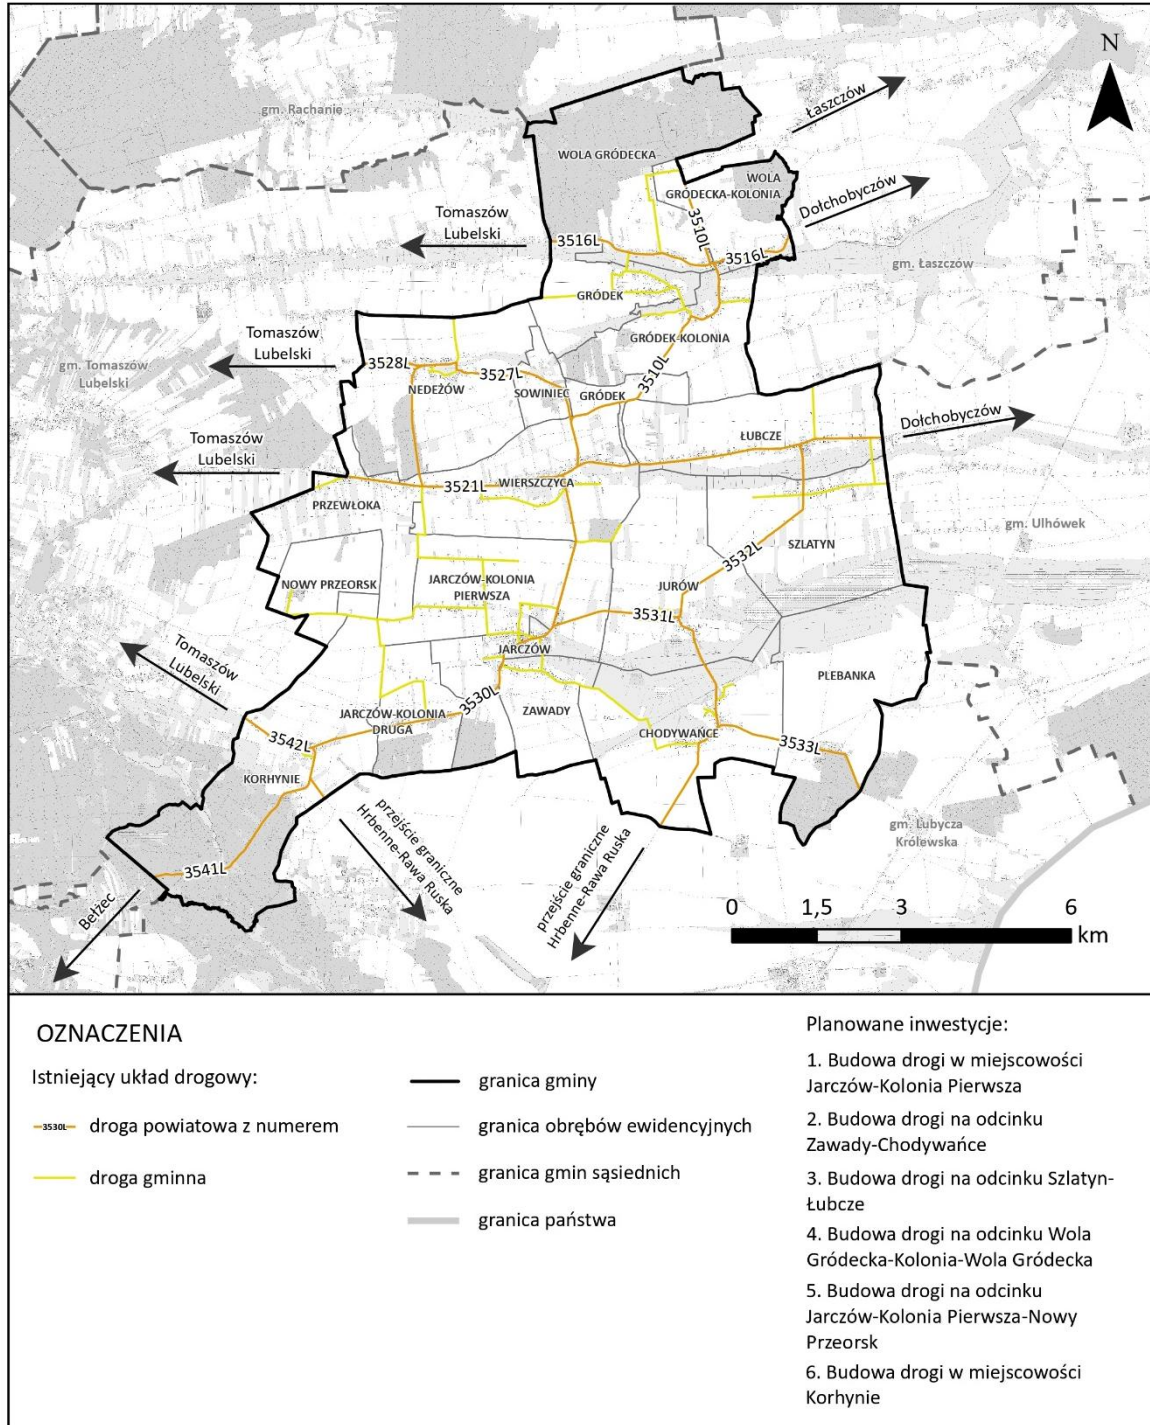 N
gm. Rachanie
Łaszczów
WOLA GRÓDECKA
WOLA
GRÓDECKA-KOLONIA
Dołchobyczów
Tomaszów
Lubelski
3516L
3510L
3516L
gm. Łaszczów
GRÓDEK
GRÓDEK-KOLONIA
Tomaszów
Lubelski
gm. Tomaszów
Lubelski
3528L
3527L
3510L
NEDEŻÓW
SOWINIEC
GRÓDEK
Dołchobyczów
Tomaszów
Lubelski
ŁUBCZE
3521L
WIERSZCZYCA
PRZEWŁOKA
gm. Ulhówek
SZLATYN
3532L
NOWY PRZEORSK
JARCZÓW-KOLONIA
PIERWSZA
JURÓW
3531L
Tomaszów
Lubelski
JARCZÓW
PLEBANKA
3530L
ZAWADY
JARCZÓW-KOLONIA
DRUGA
CHODYWAŃCE
3542L
3533L
KORHYNIE
przejście graniczne
Hrbenne-Rawa Ruska
przejście graniczne
Hrbenne-Rawa Ruska
gm. Lubycza
Królewska
3541L
Bełżec
0 1,5 3 6
km
OZNACZENIA
Istniejący układ drogowy:
3530L droga powiatowa z numerem
droga gminna
granica gminy
granica obrębów ewidencyjnych
granica gmin sąsiednich
granica państwa
Planowane inwestycje:
1. Budowa drogi w miejscowości
Jarczów-Kolonia Pierwsza
2. Budowa drogi na odcinku
Zawady-Chodywańce
3. Budowa drogi na odcinku Szlatyn-
Łubcze
4. Budowa drogi na odcinku Wola
Gródecka-Kolonia-Wola Gródecka
5. Budowa drogi na odcinku
Jarczów-Kolonia Pierwsza-Nowy
Przeorsk
6. Budowa drogi w miejscowości
Korhynie